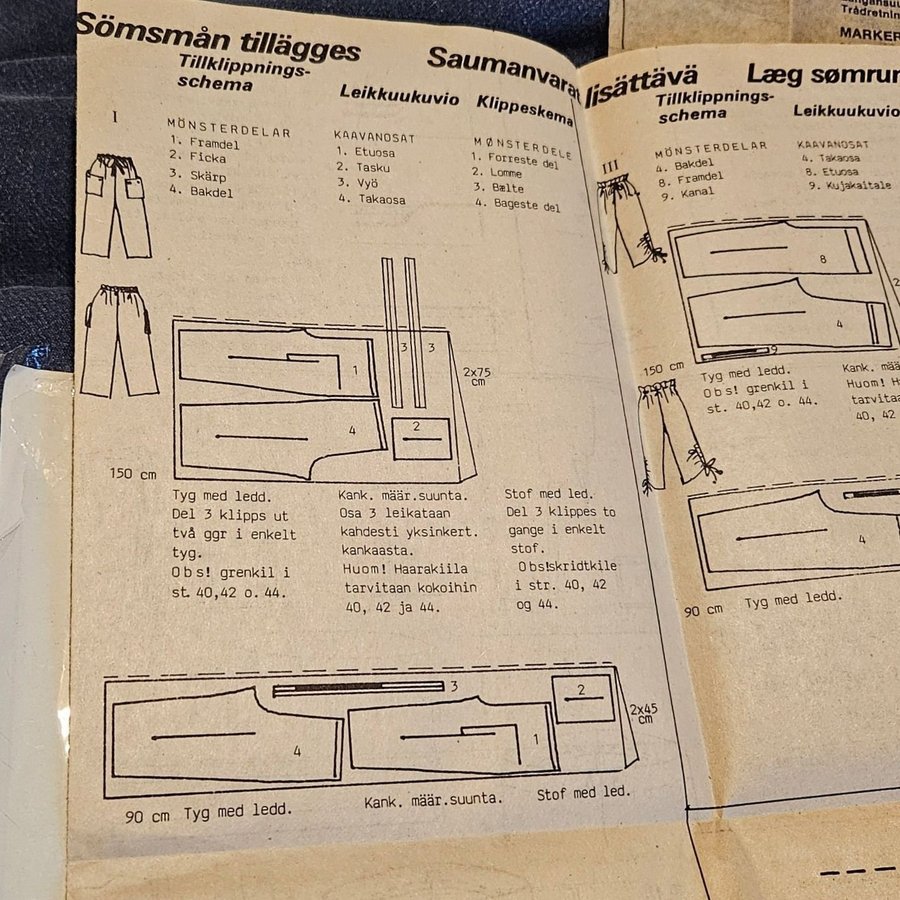 Sömsmån tillägges
Saumanvarat
lisättävä
Læg sømrum
Trådretnin
MARKER
Tillklippnings-
schema
Leikkuukuvio
Klippeskema
I
MÖNSTERDELAR
1. Framdel
2. Ficka
3. Skärp
4. Bakdel
KAAVANOSAT
1. Etuosa
2. Tasku
3. Vyö
4. Takaosa
MØNSTERDELE
1. Forreste del
2. Lomme
3. Bælte
4. Bageste del
1
4
3
3
2
2x75
cm
150 cm
Tyg med ledd.
Del 3 klipps ut
två ggr i enkelt
tyg.
Obs! grenkil i
st. 40,42 o. 44.
Kank. määr.suunta.
Osa 3 leikataan
kahdesti yksinkert.
kankaasta.
Huom! Haarakiila
tarvitaan kokoihin
40, 42 ja 44.
Stof med led.
Del 3 klippes to
gange i enkelt
stof.
Obs!skridtkile
i str. 40, 42
og 44.
4
3
1
2
2x45
cm
90 cm Tyg med ledd.
Kank. määr.suunta.
Stof med led.
Tillklippnings-
schema
Leikkuukuvio
III
MÖNSTERDELAR
4. Bakdel
8. Framdel
9. Kanal
KAAVANOSAT
4. Takaosa
8. Etuosa
9. Kujakaitale
8
4
9
2
150 cm
Tyg med ledd.
Obs! grenkil i
st. 40,42 o. 44.
Kank. mää
Huom! H
tarvita
40, 42
4
90 cm
Tyg med ledd.